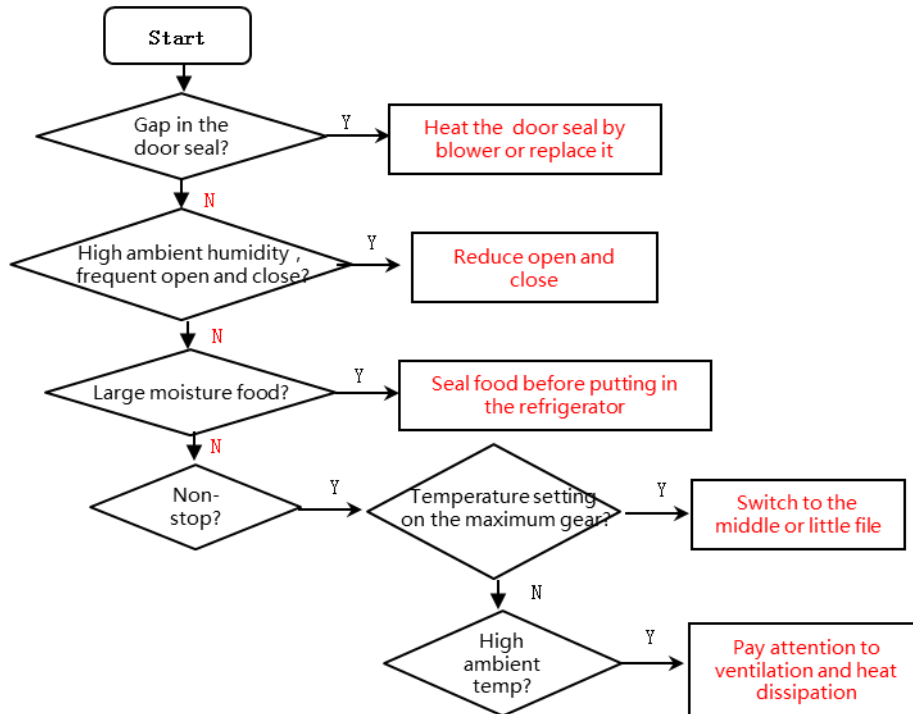 Start
Gap in the
door seal?
Y
Heat the door seal by
blower or replace it
N
High ambient humidity ,
frequent open and close?
Y
Reduce open and
close
N
Large moisture food?
Y
Seal food before putting in
the refrigerator
N
Non-
stop?
Y
Temperature setting
on the maximum gear?
Y
Switch to the
middle or little file
N
High
ambient
temp?
Y
Pay attention to
ventilation and heat
dissipation